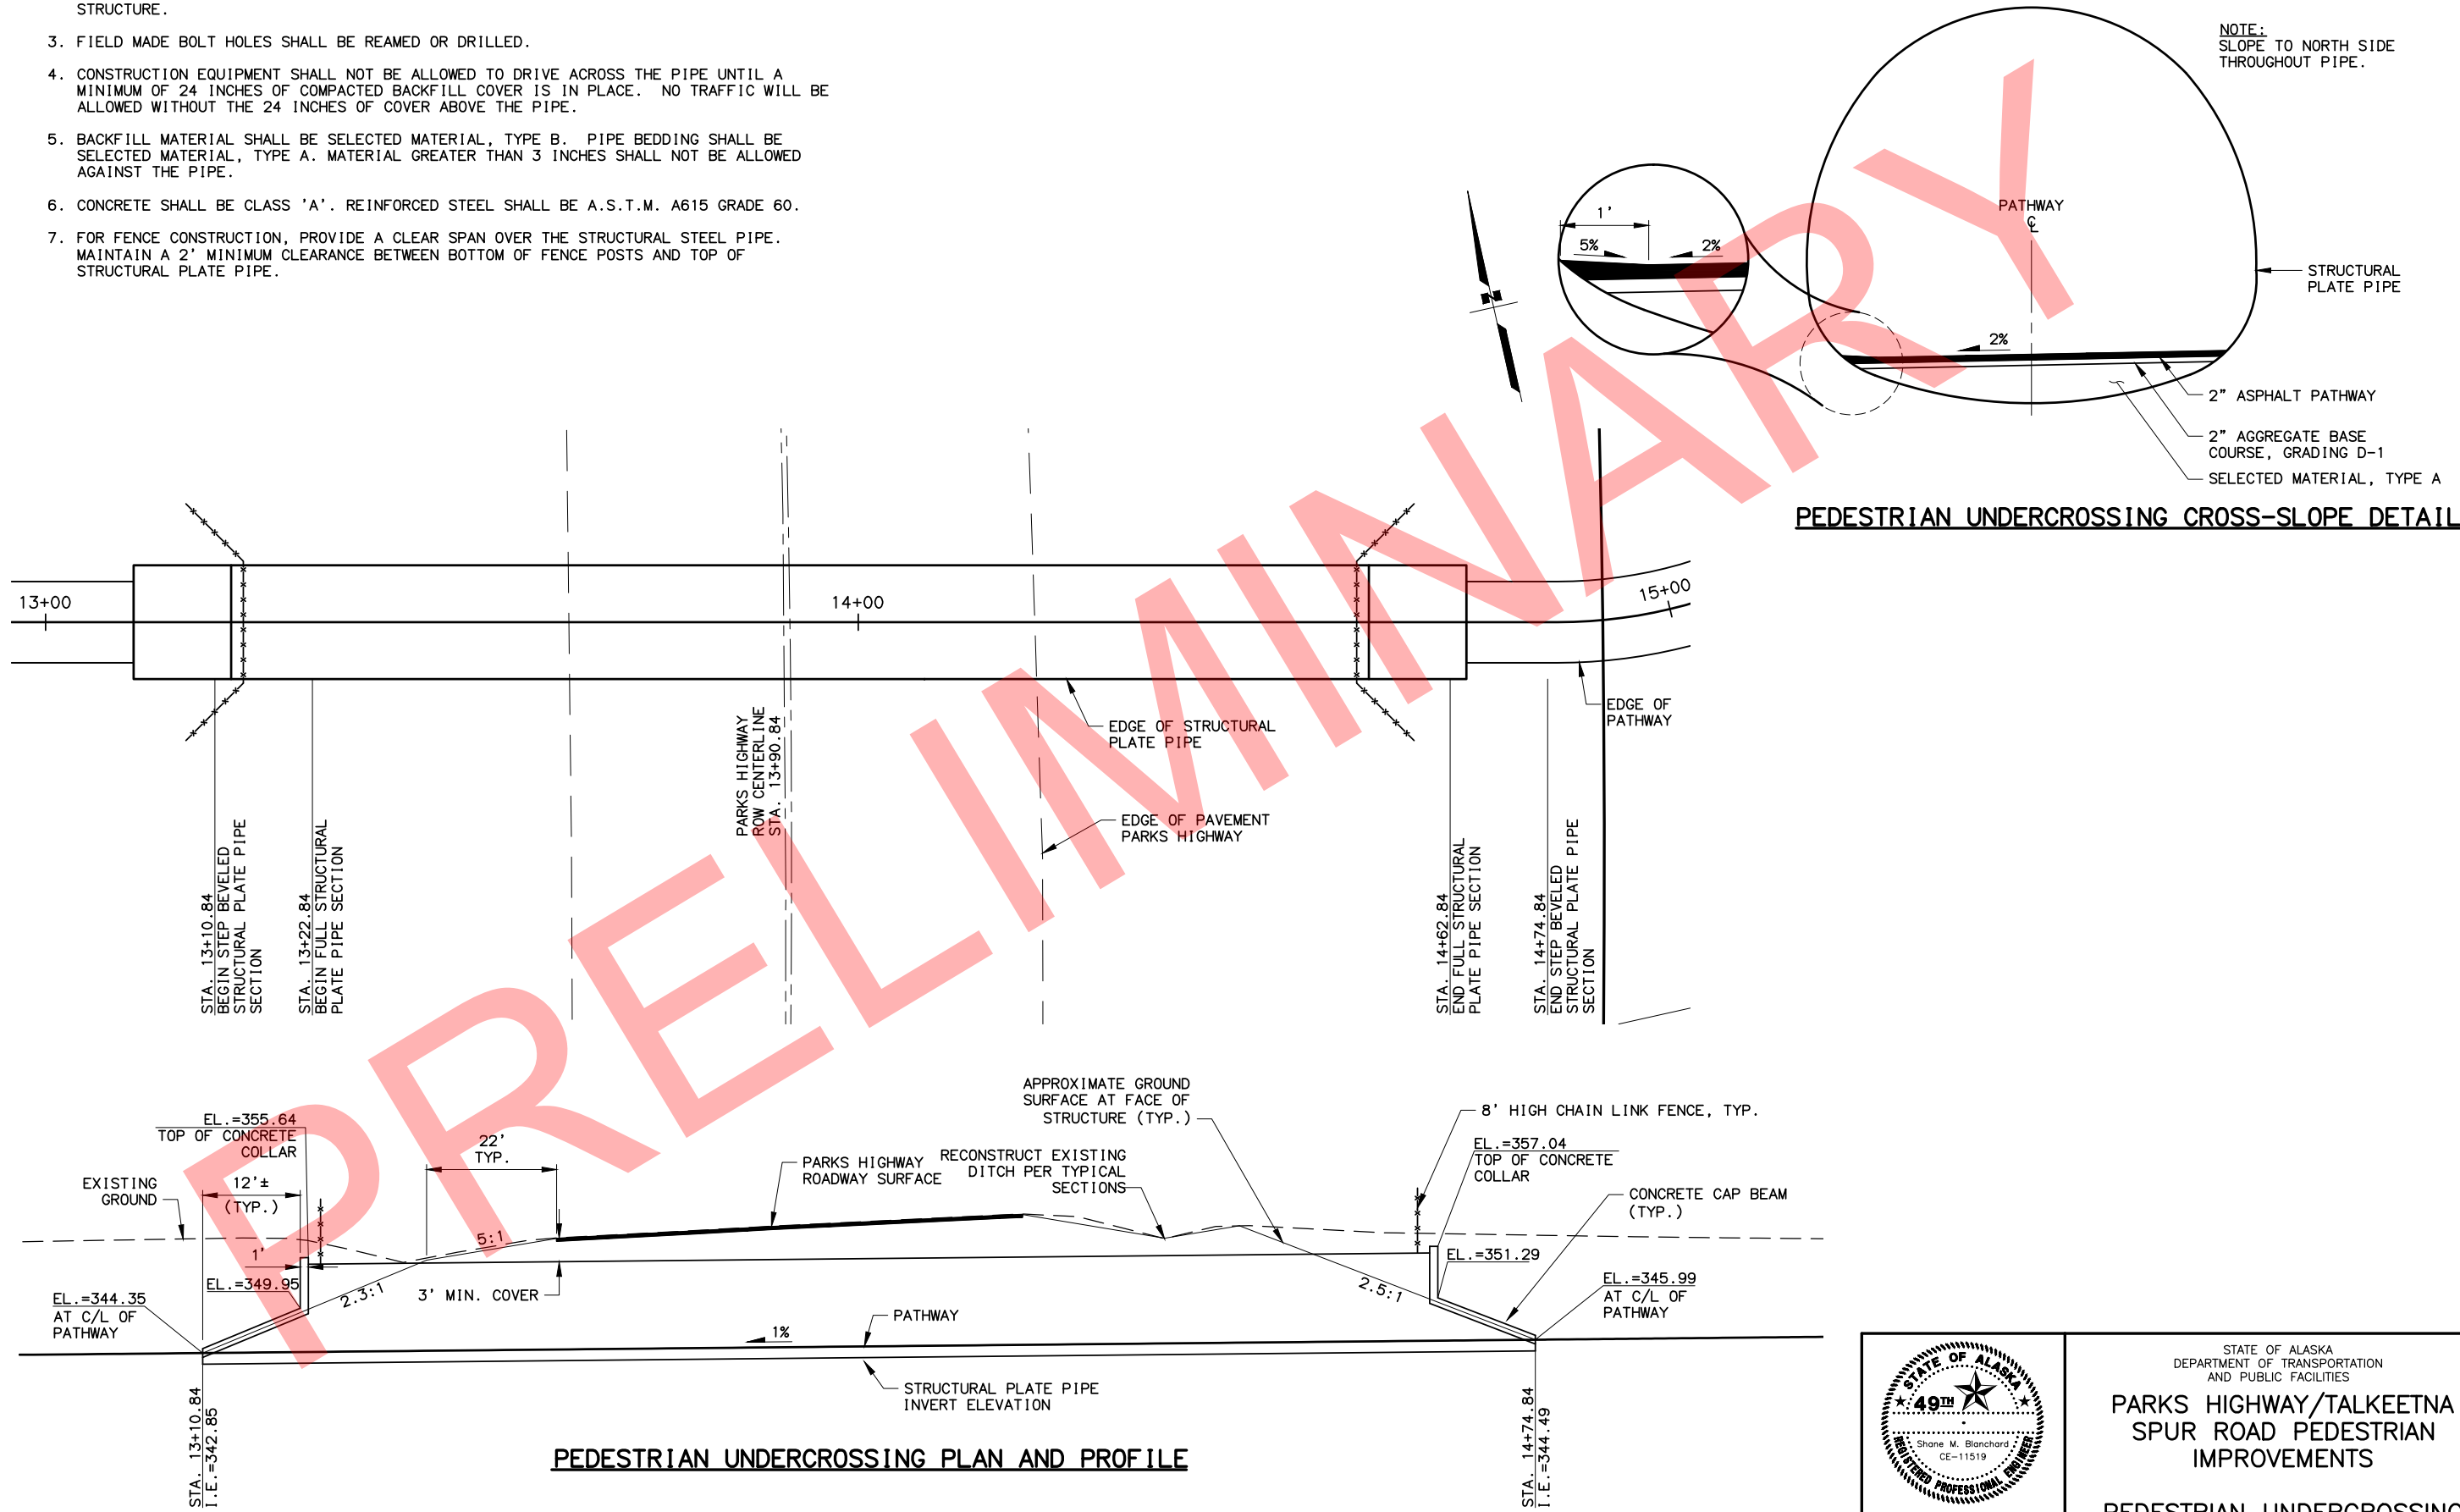 STRUCTURE.
3. FIELD MADE BOLT HOLES SHALL BE REAMED OR DRILLED.
4. CONSTRUCTION EQUIPMENT SHALL NOT BE ALLOWED TO DRIVE ACROSS THE PIPE UNTIL A
MINIMUM OF 24 INCHES OF COMPACTED BACKFILL COVER IS IN PLACE. NO TRAFFIC WILL BE
ALLOWED WITHOUT THE 24 INCHES OF COVER ABOVE THE PIPE.
5. BACKFILL MATERIAL SHALL BE SELECTED MATERIAL, TYPE B. PIPE BEDDING SHALL BE
SELECTED MATERIAL, TYPE A. MATERIAL GREATER THAN 3 INCHES SHALL NOT BE ALLOWED
AGAINST THE PIPE.
6. CONCRETE SHALL BE CLASS 'A'. REINFORCED STEEL SHALL BE A.S.T.M. A615 GRADE 60.
7. FOR FENCE CONSTRUCTION, PROVIDE A CLEAR SPAN OVER THE STRUCTURAL STEEL PIPE.
MAINTAIN A 2' MINIMUM CLEARANCE BETWEEN BOTTOM OF FENCE POSTS AND TOP OF
STRUCTURAL PLATE PIPE.
NOTE:
SLOPE TO NORTH SIDE
THROUGHOUT PIPE.
N
1'
5%
2%
PATHWAY
℄
STRUCTURAL
PLATE PIPE
2%
2" ASPHALT PATHWAY
2" AGGREGATE BASE
COURSE, GRADING D-1
SELECTED MATERIAL, TYPE A
PEDESTRIAN UNDERCROSSING CROSS-SLOPE DETAIL
13+00
14+00
15+00
EDGE OF STRUCTURAL
PLATE PIPE
EDGE OF
PATHWAY
EDGE OF PAVEMENT
PARKS HIGHWAY
PARKS HIGHWAY
ROW CENTERLINE
STA. 13+90.84
STA. 13+10.84
BEGIN STEP BEVELED
STRUCTURAL PLATE PIPE
SECTION
STA. 13+22.84
BEGIN FULL STRUCTURAL
PLATE PIPE SECTION
STA. 14+62.84
END FULL STRUCTURAL
PLATE PIPE SECTION
STA. 14+74.84
END STEP BEVELED
STRUCTURAL PLATE PIPE
SECTION
PRELIMINARY
EL.=355.64
TOP OF CONCRETE
COLLAR
EXISTING
GROUND
12'±
(TYP.)
22'
TYP.
PARKS HIGHWAY
ROADWAY SURFACE
RECONSTRUCT EXISTING
DITCH PER TYPICAL
SECTIONS
APPROXIMATE GROUND
SURFACE AT FACE OF
STRUCTURE (TYP.)
8' HIGH CHAIN LINK FENCE, TYP.
EL.=357.04
TOP OF CONCRETE
COLLAR
CONCRETE CAP BEAM
(TYP.)
5:1
1'
EL.=349.95
2.3:1
3' MIN. COVER
EL.=351.29
2.5:1
EL.=344.35
AT C/L OF
PATHWAY
EL.=345.99
AT C/L OF
PATHWAY
1%
PATHWAY
STRUCTURAL PLATE PIPE
INVERT ELEVATION
STA. 13+10.84
I.E.=342.85
STA. 14+74.84
I.E.=344.49
PEDESTRIAN UNDERCROSSING PLAN AND PROFILE
STATE OF ALASKA
49TH
Shane M. Blanchard
CE-11519
REGISTERED PROFESSIONAL ENGINEER
STATE OF ALASKA
DEPARTMENT OF TRANSPORTATION
AND PUBLIC FACILITIES
PARKS HIGHWAY/TALKEETNA
SPUR ROAD PEDESTRIAN
IMPROVEMENTS
PEDESTRIAN UNDERCROSSING